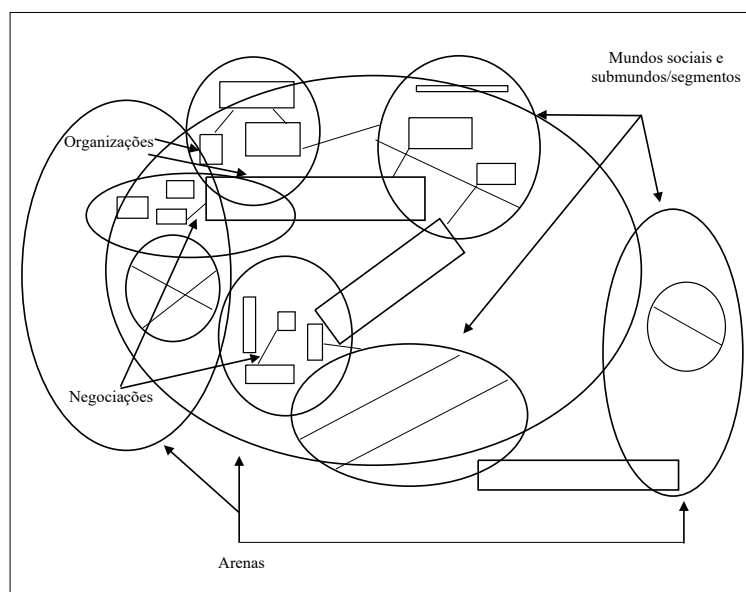 Mundos sociais e
submundos/segmentos
Organizações
Negociações
Arenas